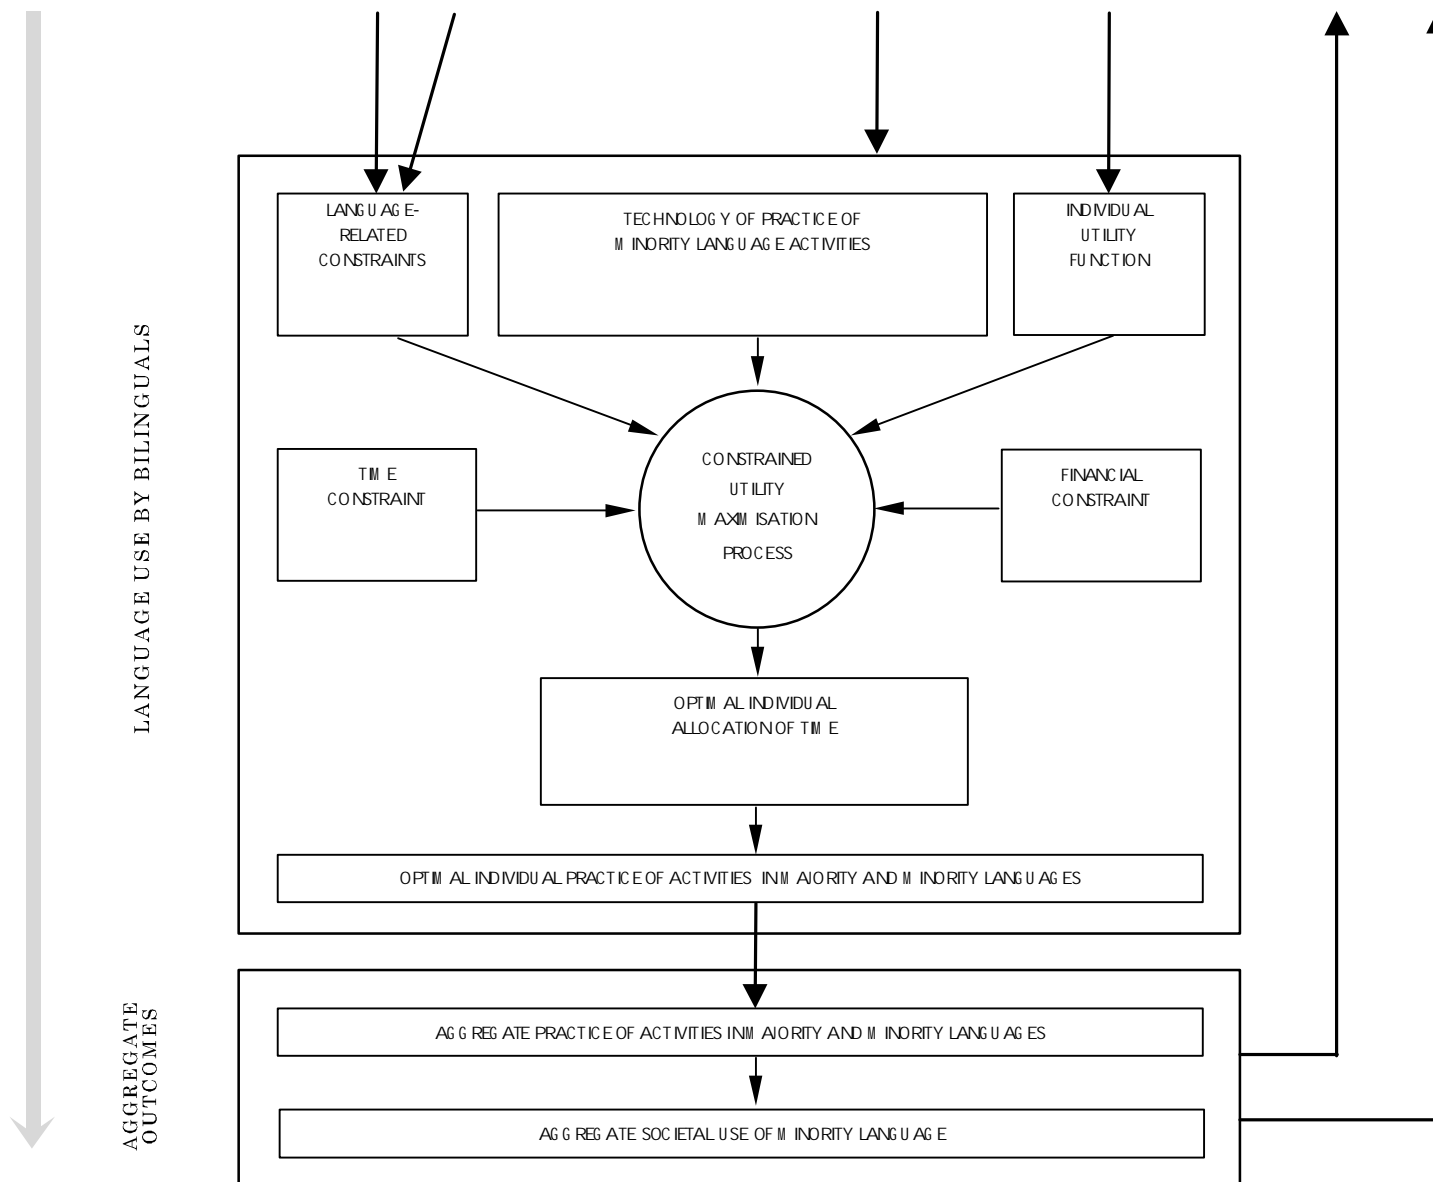 LANGUAGE-
RELATED
CONSTRAINTS
TECHNOLOGY OF PRACTICE OF
MINORITY LANGUAGE ACTIVITIES
INDIVIDUAL
UTILITY
FUNCTION
LANGUAGE USE BY BILINGUALS
TIME
CONSTRAINT
CONSTRAINED
UTILITY
MAXIMISATION
PROCESS
FINANCIAL
CONSTRAINT
OPTIMAL INDIVIDUAL
ALLOCATION OF TIME
OPTIMAL INDIVIDUAL PRACTICE OF ACTIVITIES IN MAJORITY AND MINORITY LANGUAGES
AGGREGATE
OUTCOMES
AGGREGATE PRACTICE OF ACTIVITIES IN MAJORITY AND MINORITY LANGUAGES
AGGREGATE SOCIETAL USE OF MINORITY LANGUAGE